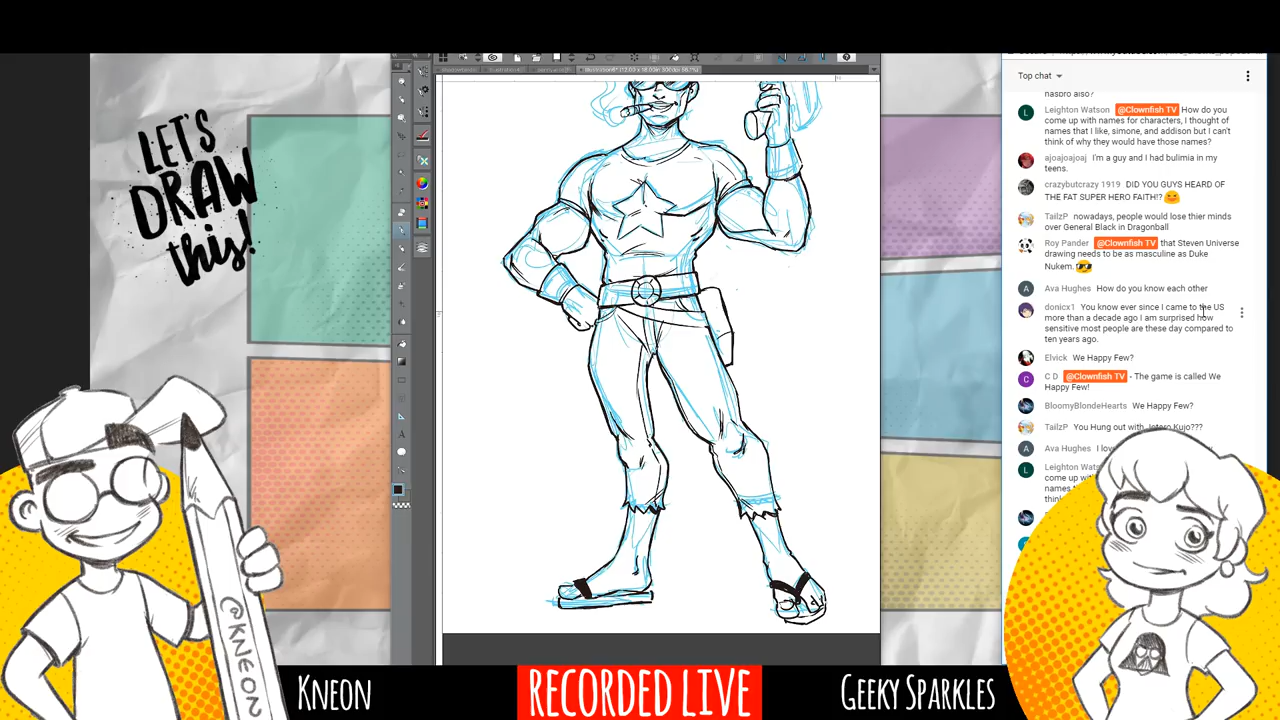 LET'S
DRAW
this!
Top chat
hasbro also?
Leighton Watson @Clownfish TV How do you
come up with names for characters, I thought of
names that I like, simone, and addison but I can't
think of why they would have those names?
ajoajoajoaj I'm a guy and I had bulimia in my
teens.
crazybutcrazy 1919 DID YOU GUYS HEARD OF
THE FAT SUPER HERO FAITH!?
TailzP nowadays, people would lose thier minds
over General Black in Dragonball
Roy Pander @Clownfish TV that Steven Universe
drawing needs to be as masculine as Duke
Nukem.
Ava Hughes How do you know each other
donicx1 You know ever since I came to the US
more than a decade ago I am surprised how
sensitive most people are these day compared to
ten years ago.
Elvick We Happy Few?
C D @Clownfish TV - The game is called We
Happy Few!
BloomyBlondeHearts We Happy Few?
TailzP You Hung out with Jotaro Kujo???
Ava Hughes I
Leighton
come up
names
think
@KNEON
KNEON
RECORDED LIVE
GEEKY SPARKLES